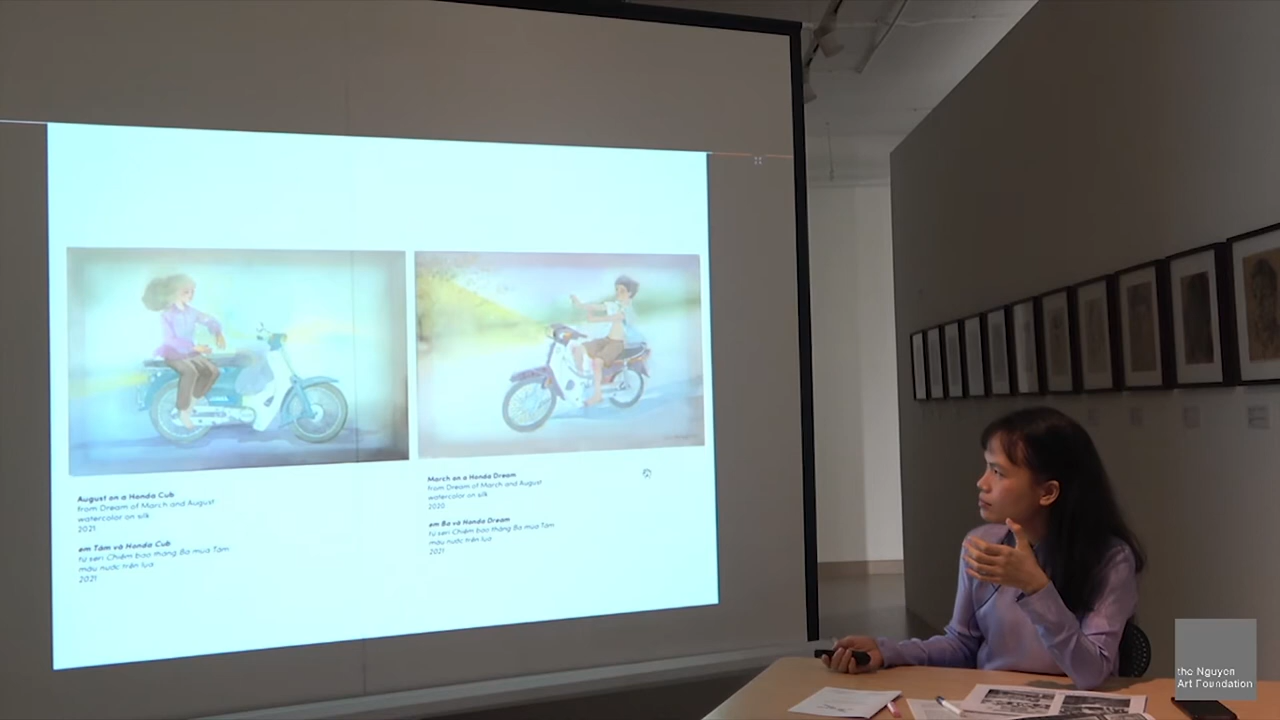 August on a Honda Cub
from Dream of March and August
watercolor on silk
2021
em Tám và Honda Cub
từ seri Chiêm bao tháng Ba mùa Tám
màu nước trên lụa
2021
March on a Honda Dream
from Dream of March and August
watercolor on silk
2020
em Ba và Honda Dream
từ seri Chiêm bao tháng Ba mùa Tám
màu nước trên lụa
2021
the Nguyen
Art Foundation